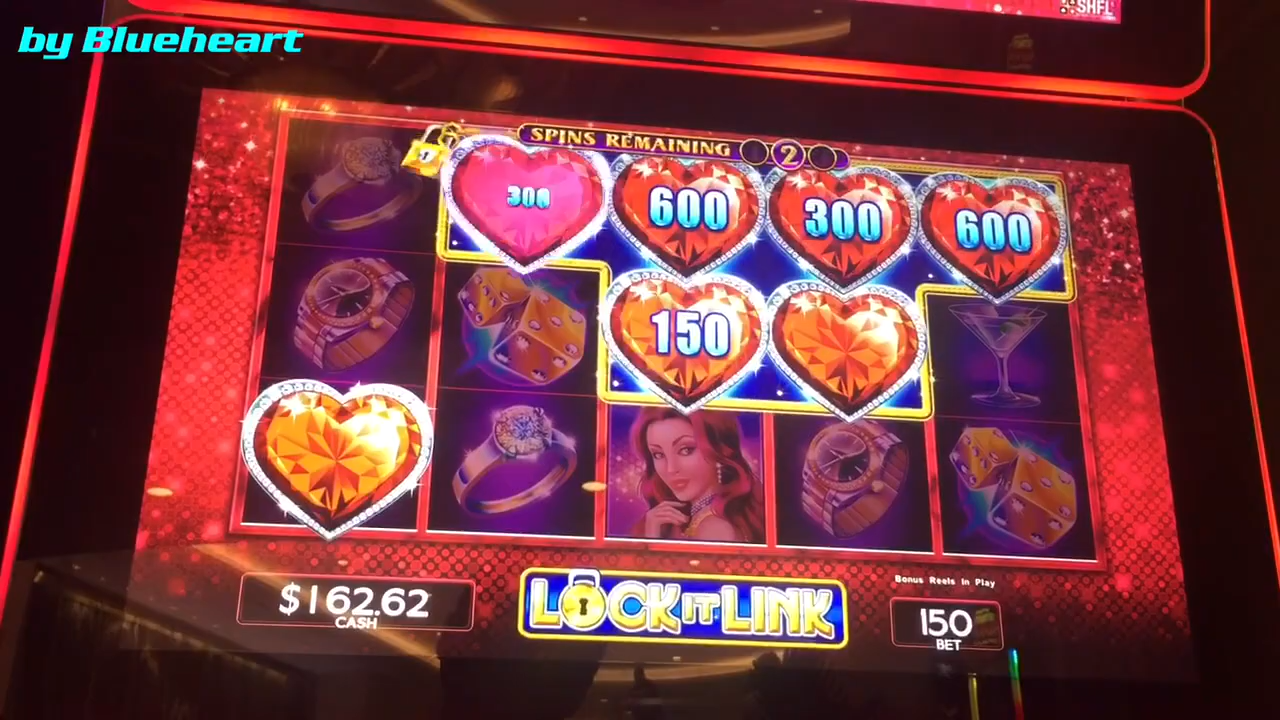 SHFL
by Blueheart
SPINS REMAINING 2
300
600
300
600
150
Bonus Reels In Play
$162.62
CASH
LOCK IT LINK
150
BET